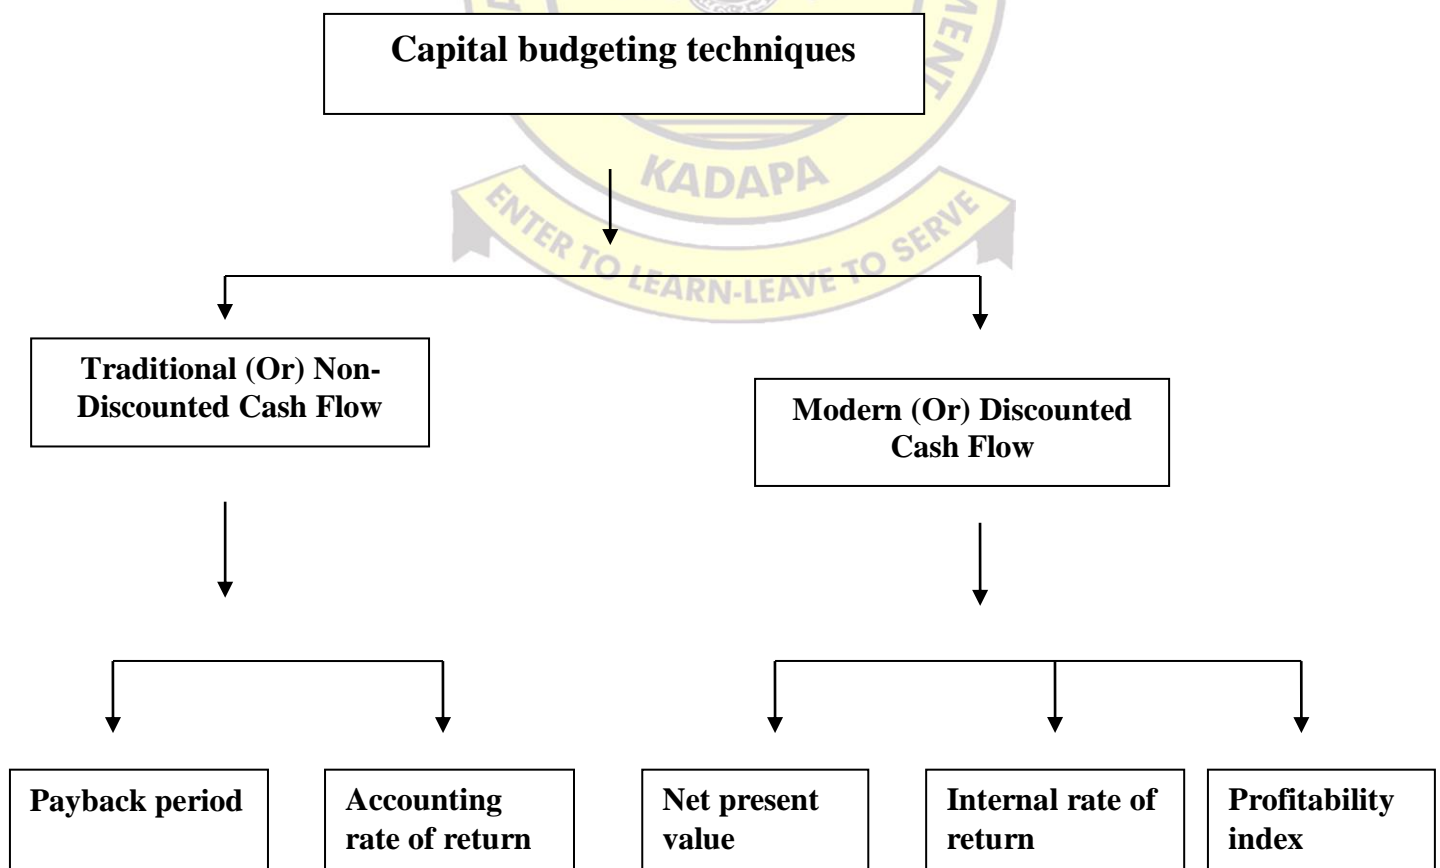 Capital budgeting techniques
MENT
KADAPA
ENTER TO LEARN-LEAVE TO SERVE
Traditional (Or) Non-
Discounted Cash Flow
Modern (Or) Discounted
Cash Flow
Payback period
Accounting
rate of return
Net present
value
Internal rate of
return
Profitability
index